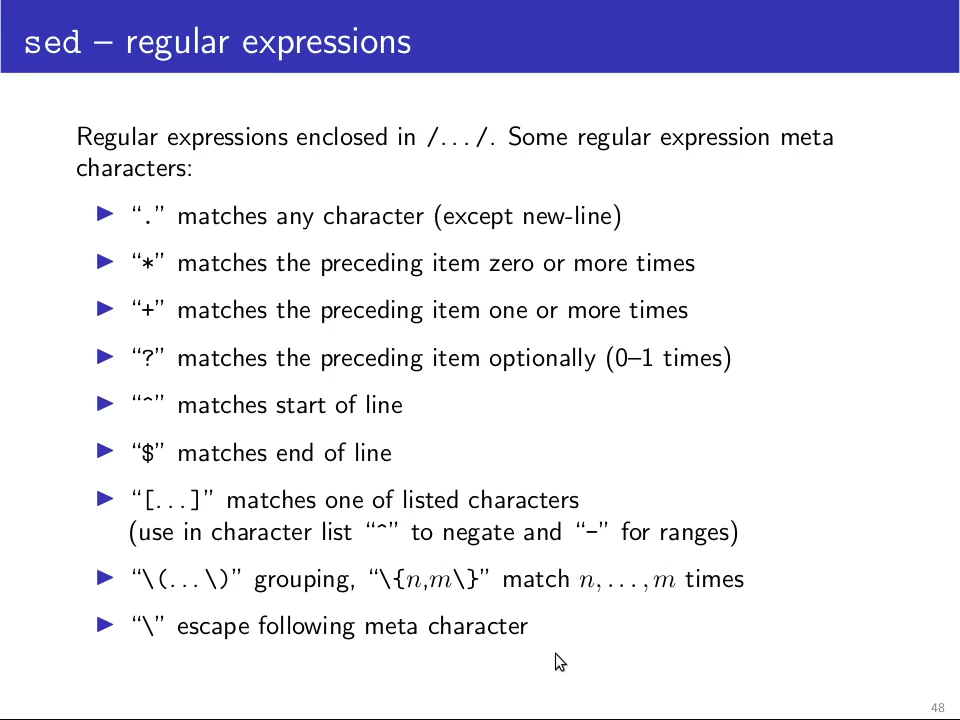 sed – regular expressions
Regular expressions enclosed in /.../. Some regular expression meta
characters:
▶ “.” matches any character (except new-line)
▶ “*” matches the preceding item zero or more times
▶ “+” matches the preceding item one or more times
▶ “?” matches the preceding item optionally (0–1 times)
▶ “^” matches start of line
▶ “$” matches end of line
▶ “[...]” matches one of listed characters
(use in character list “^” to negate and “-” for ranges)
▶ “\(...\)” grouping, “\{n,m\}” match n, ..., m times
▶ “\” escape following meta character
48